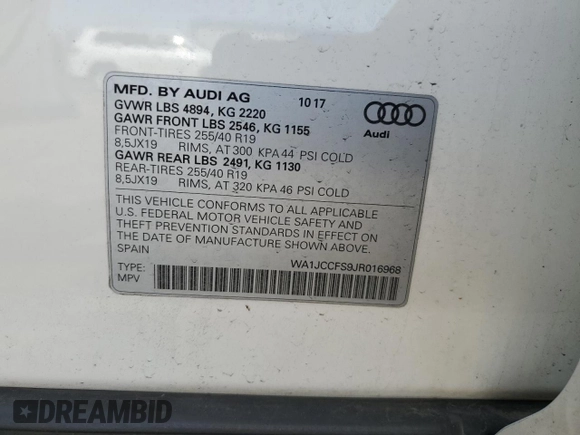 MFD. BY AUDI AG 10 17
GVWR LBS 4894, KG 2220
GAWR FRONT LBS 2546, KG 1155
FRONT-TIRES 255/40 R19
8,5JX19 RIMS, AT 300 KPA 44 PSI COLD
GAWR REAR LBS 2491, KG 1130
REAR-TIRES 255/40 R19
8,5JX19 RIMS, AT 320 KPA 46 PSI COLD
Audi
THIS VEHICLE CONFORMS TO ALL APPLICABLE
U.S. FEDERAL MOTOR VEHICLE SAFETY AND
THEFT PREVENTION STANDARDS IN EFFECT ON
THE DATE OF MANUFACTURE SHOWN ABOVE.
SPAIN
WA1JCCFS9JR016968
TYPE:
MPV
DREAMBID